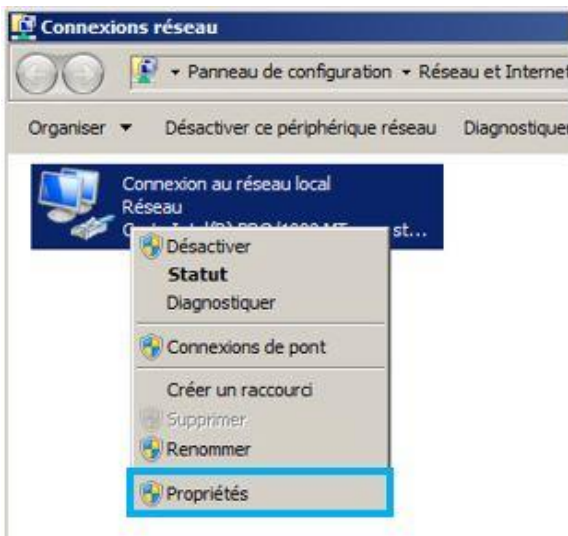 Connexions réseau
Panneau de configuration Réseau et Internet
Organiser Désactiver ce périphérique réseau Diagnostiquer
Connexion au réseau local
Réseau
st...
Désactiver
Statut
Diagnostiquer
Connexions de pont
Créer un raccourci
Supprimer
Renommer
Propriétés